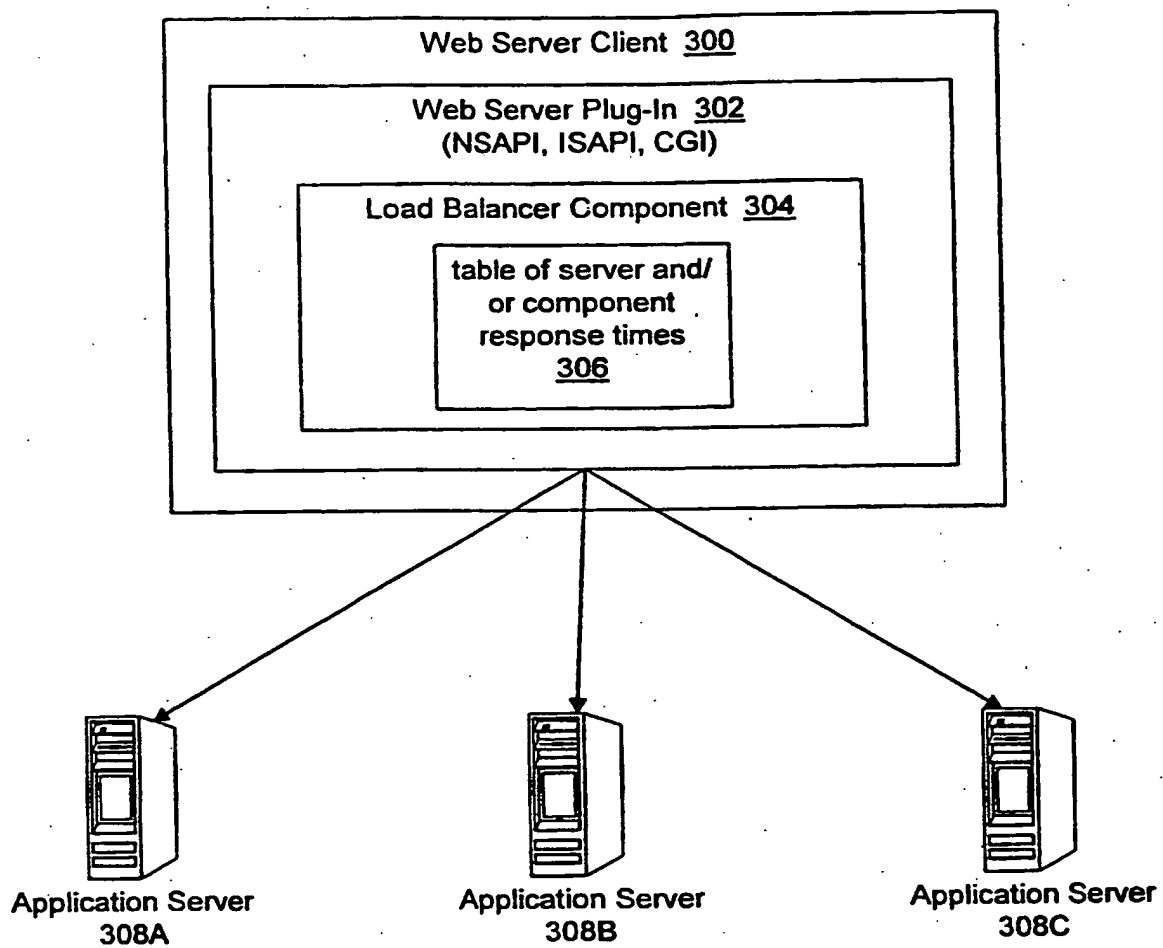 Web Server Client 300
Web Server Plug-In 302
(NSAPI, ISAPI, CGI)
Load Balancer Component 304
table of server and/
or component
response times
306
Application Server
308A
Application Server
308B
Application Server
308C